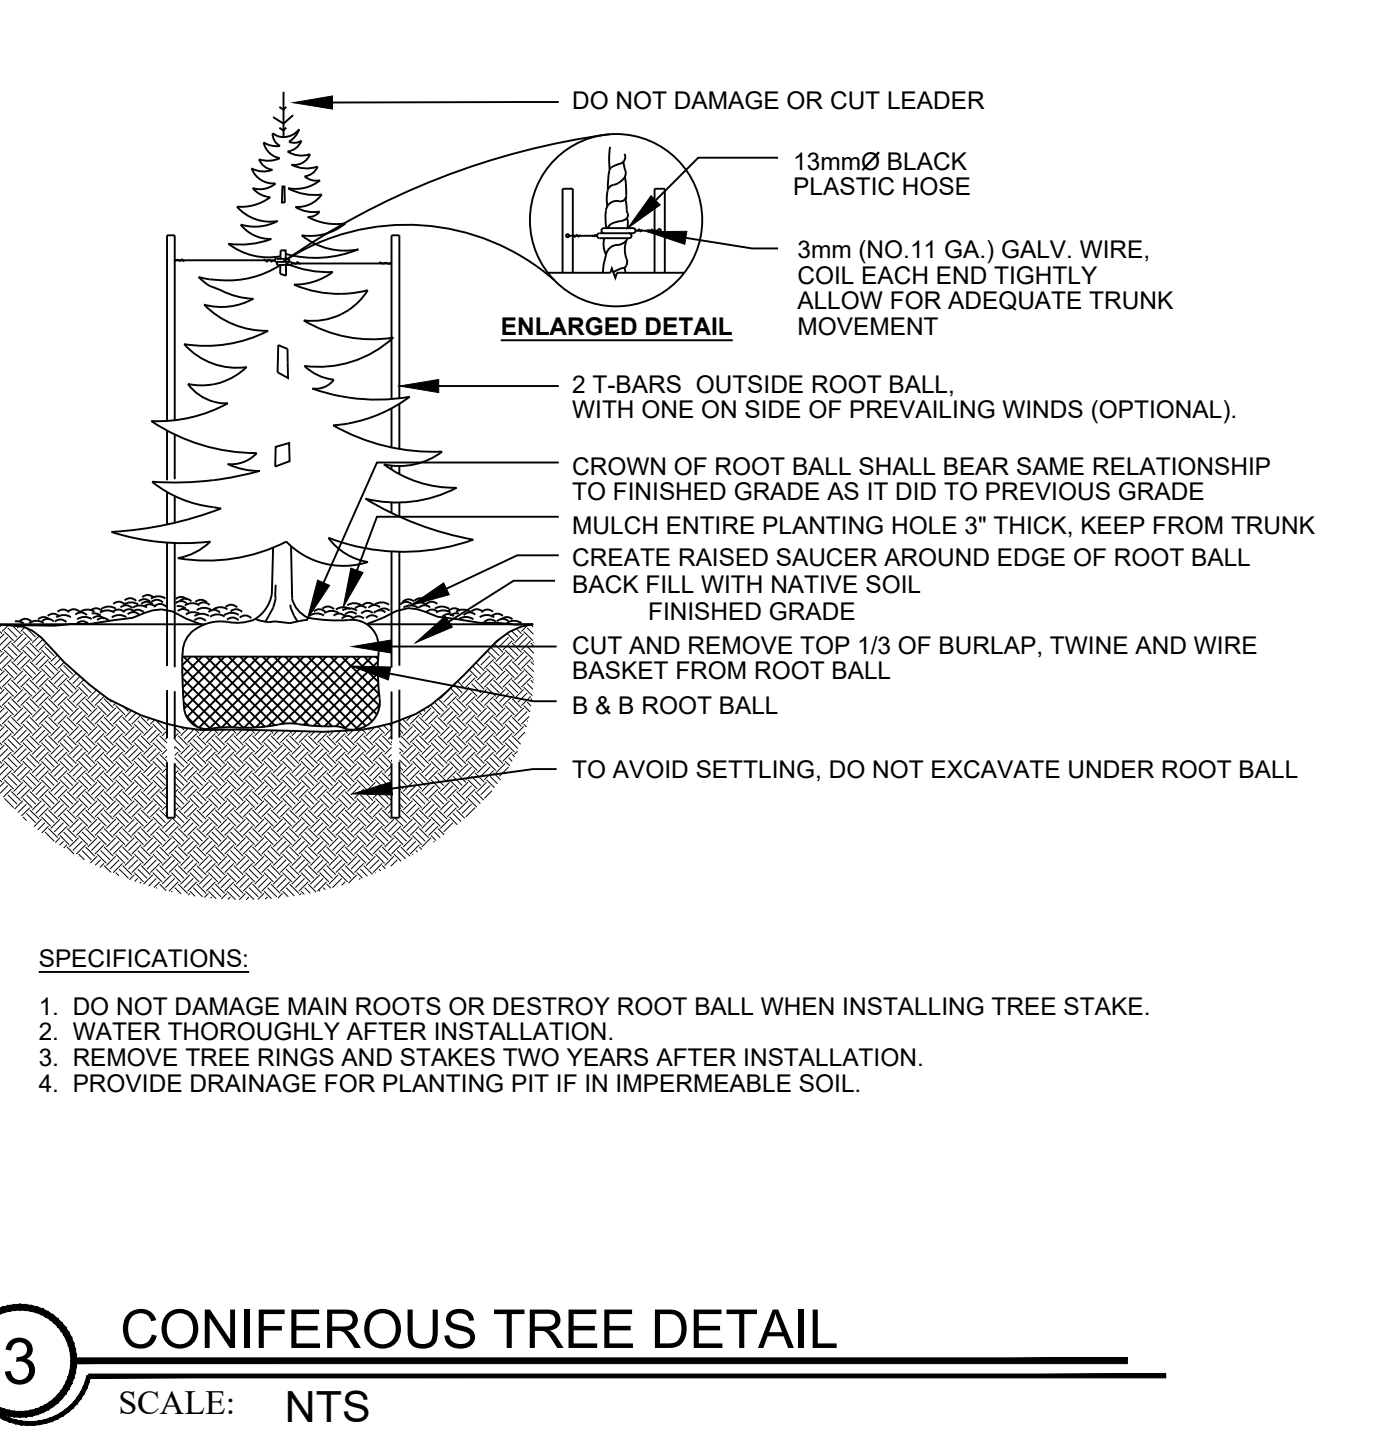 DO NOT DAMAGE OR CUT LEADER
13mmØ BLACK
PLASTIC HOSE
3mm (NO.11 GA.) GALV. WIRE,
COIL EACH END TIGHTLY
ALLOW FOR ADEQUATE TRUNK
MOVEMENT
ENLARGED DETAIL
2 T-BARS OUTSIDE ROOT BALL,
WITH ONE ON SIDE OF PREVAILING WINDS (OPTIONAL).
CROWN OF ROOT BALL SHALL BEAR SAME RELATIONSHIP
TO FINISHED GRADE AS IT DID TO PREVIOUS GRADE
MULCH ENTIRE PLANTING HOLE 3" THICK, KEEP FROM TRUNK
CREATE RAISED SAUCER AROUND EDGE OF ROOT BALL
BACK FILL WITH NATIVE SOIL
FINISHED GRADE
CUT AND REMOVE TOP 1/3 OF BURLAP, TWINE AND WIRE
BASKET FROM ROOT BALL
B & B ROOT BALL
TO AVOID SETTLING, DO NOT EXCAVATE UNDER ROOT BALL
SPECIFICATIONS:
1. DO NOT DAMAGE MAIN ROOTS OR DESTROY ROOT BALL WHEN INSTALLING TREE STAKE.
2. WATER THOROUGHLY AFTER INSTALLATION.
3. REMOVE TREE RINGS AND STAKES TWO YEARS AFTER INSTALLATION.
4. PROVIDE DRAINAGE FOR PLANTING PIT IF IN IMPERMEABLE SOIL.
3
CONIFEROUS TREE DETAIL
SCALE: NTS